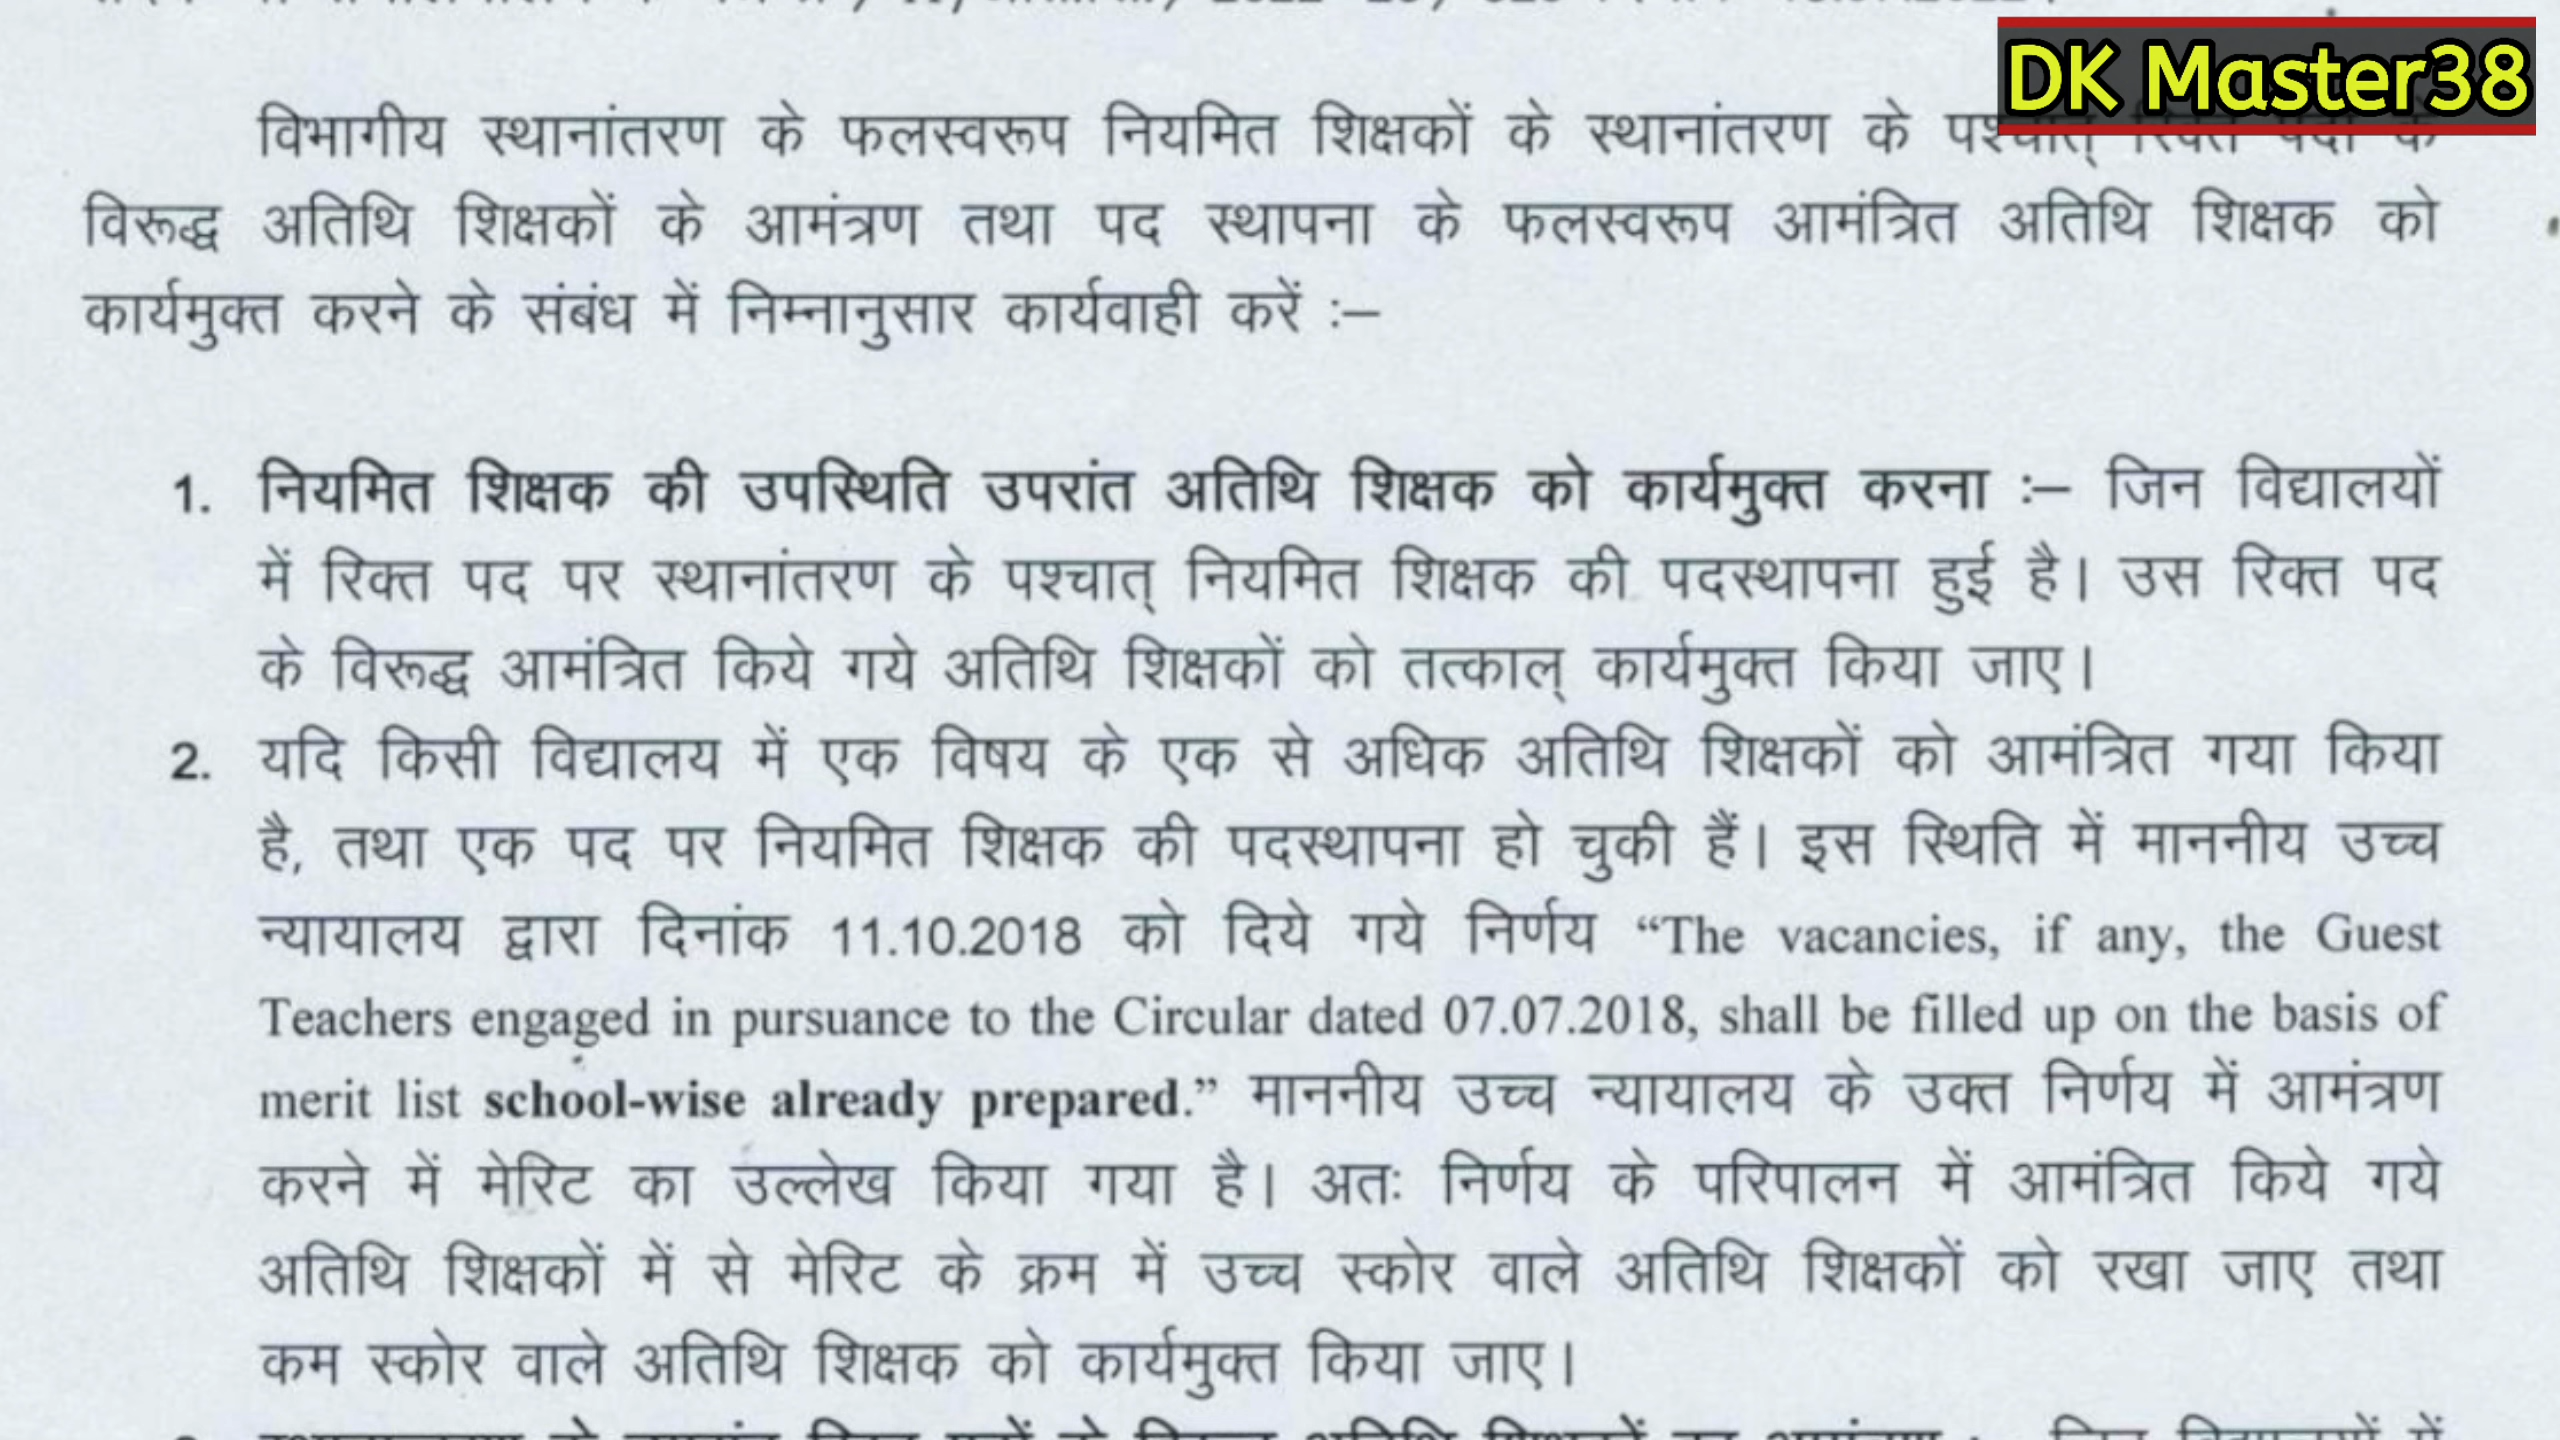 DK Master38
विभागीय स्थानांतरण के फलस्वरूप नियमित शिक्षकों के स्थानांतरण के पश्चात् रिक्त पदों के
विरूद्ध अतिथि शिक्षकों के आमंत्रण तथा पद स्थापना के फलस्वरूप आमंत्रित अतिथि शिक्षक को
कार्यमुक्त करने के संबंध में निम्नानुसार कार्यवाही करें :–
1. नियमित शिक्षक की उपस्थिति उपरांत अतिथि शिक्षक को कार्यमुक्त करना :– जिन विद्यालयों
में रिक्त पद पर स्थानांतरण के पश्चात् नियमित शिक्षक की पदस्थापना हुई है। उस रिक्त पद
के विरूद्ध आमंत्रित किये गये अतिथि शिक्षकों को तत्काल् कार्यमुक्त किया जाए।
2. यदि किसी विद्यालय में एक विषय के एक से अधिक अतिथि शिक्षकों को आमंत्रित गया किया
है, तथा एक पद पर नियमित शिक्षक की पदस्थापना हो चुकी हैं। इस स्थिति में माननीय उच्च
न्यायालय द्वारा दिनांक 11.10.2018 को दिये गये निर्णय “The vacancies, if any, the Guest
Teachers engaged in pursuance to the Circular dated 07.07.2018, shall be filled up on the basis of
merit list school-wise already prepared.” माननीय उच्च न्यायालय के उक्त निर्णय में आमंत्रण
करने में मेरिट का उल्लेख किया गया है। अतः निर्णय के परिपालन में आमंत्रित किये गये
अतिथि शिक्षकों में से मेरिट के क्रम में उच्च स्कोर वाले अतिथि शिक्षकों को रखा जाए तथा
कम स्कोर वाले अतिथि शिक्षक को कार्यमुक्त किया जाए।